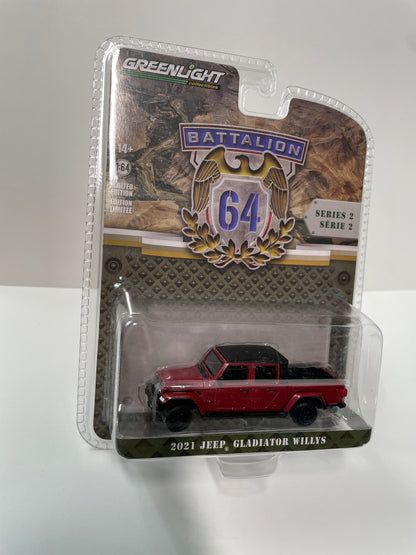 GREENLIGHT
collectibles
14+
1:64
LIMITED
EDITION
ÉDITION
LIMITÉE
BATTALION
64
SERIES 2
SÉRIE 2
2021 JEEP GLADIATOR WILLYS